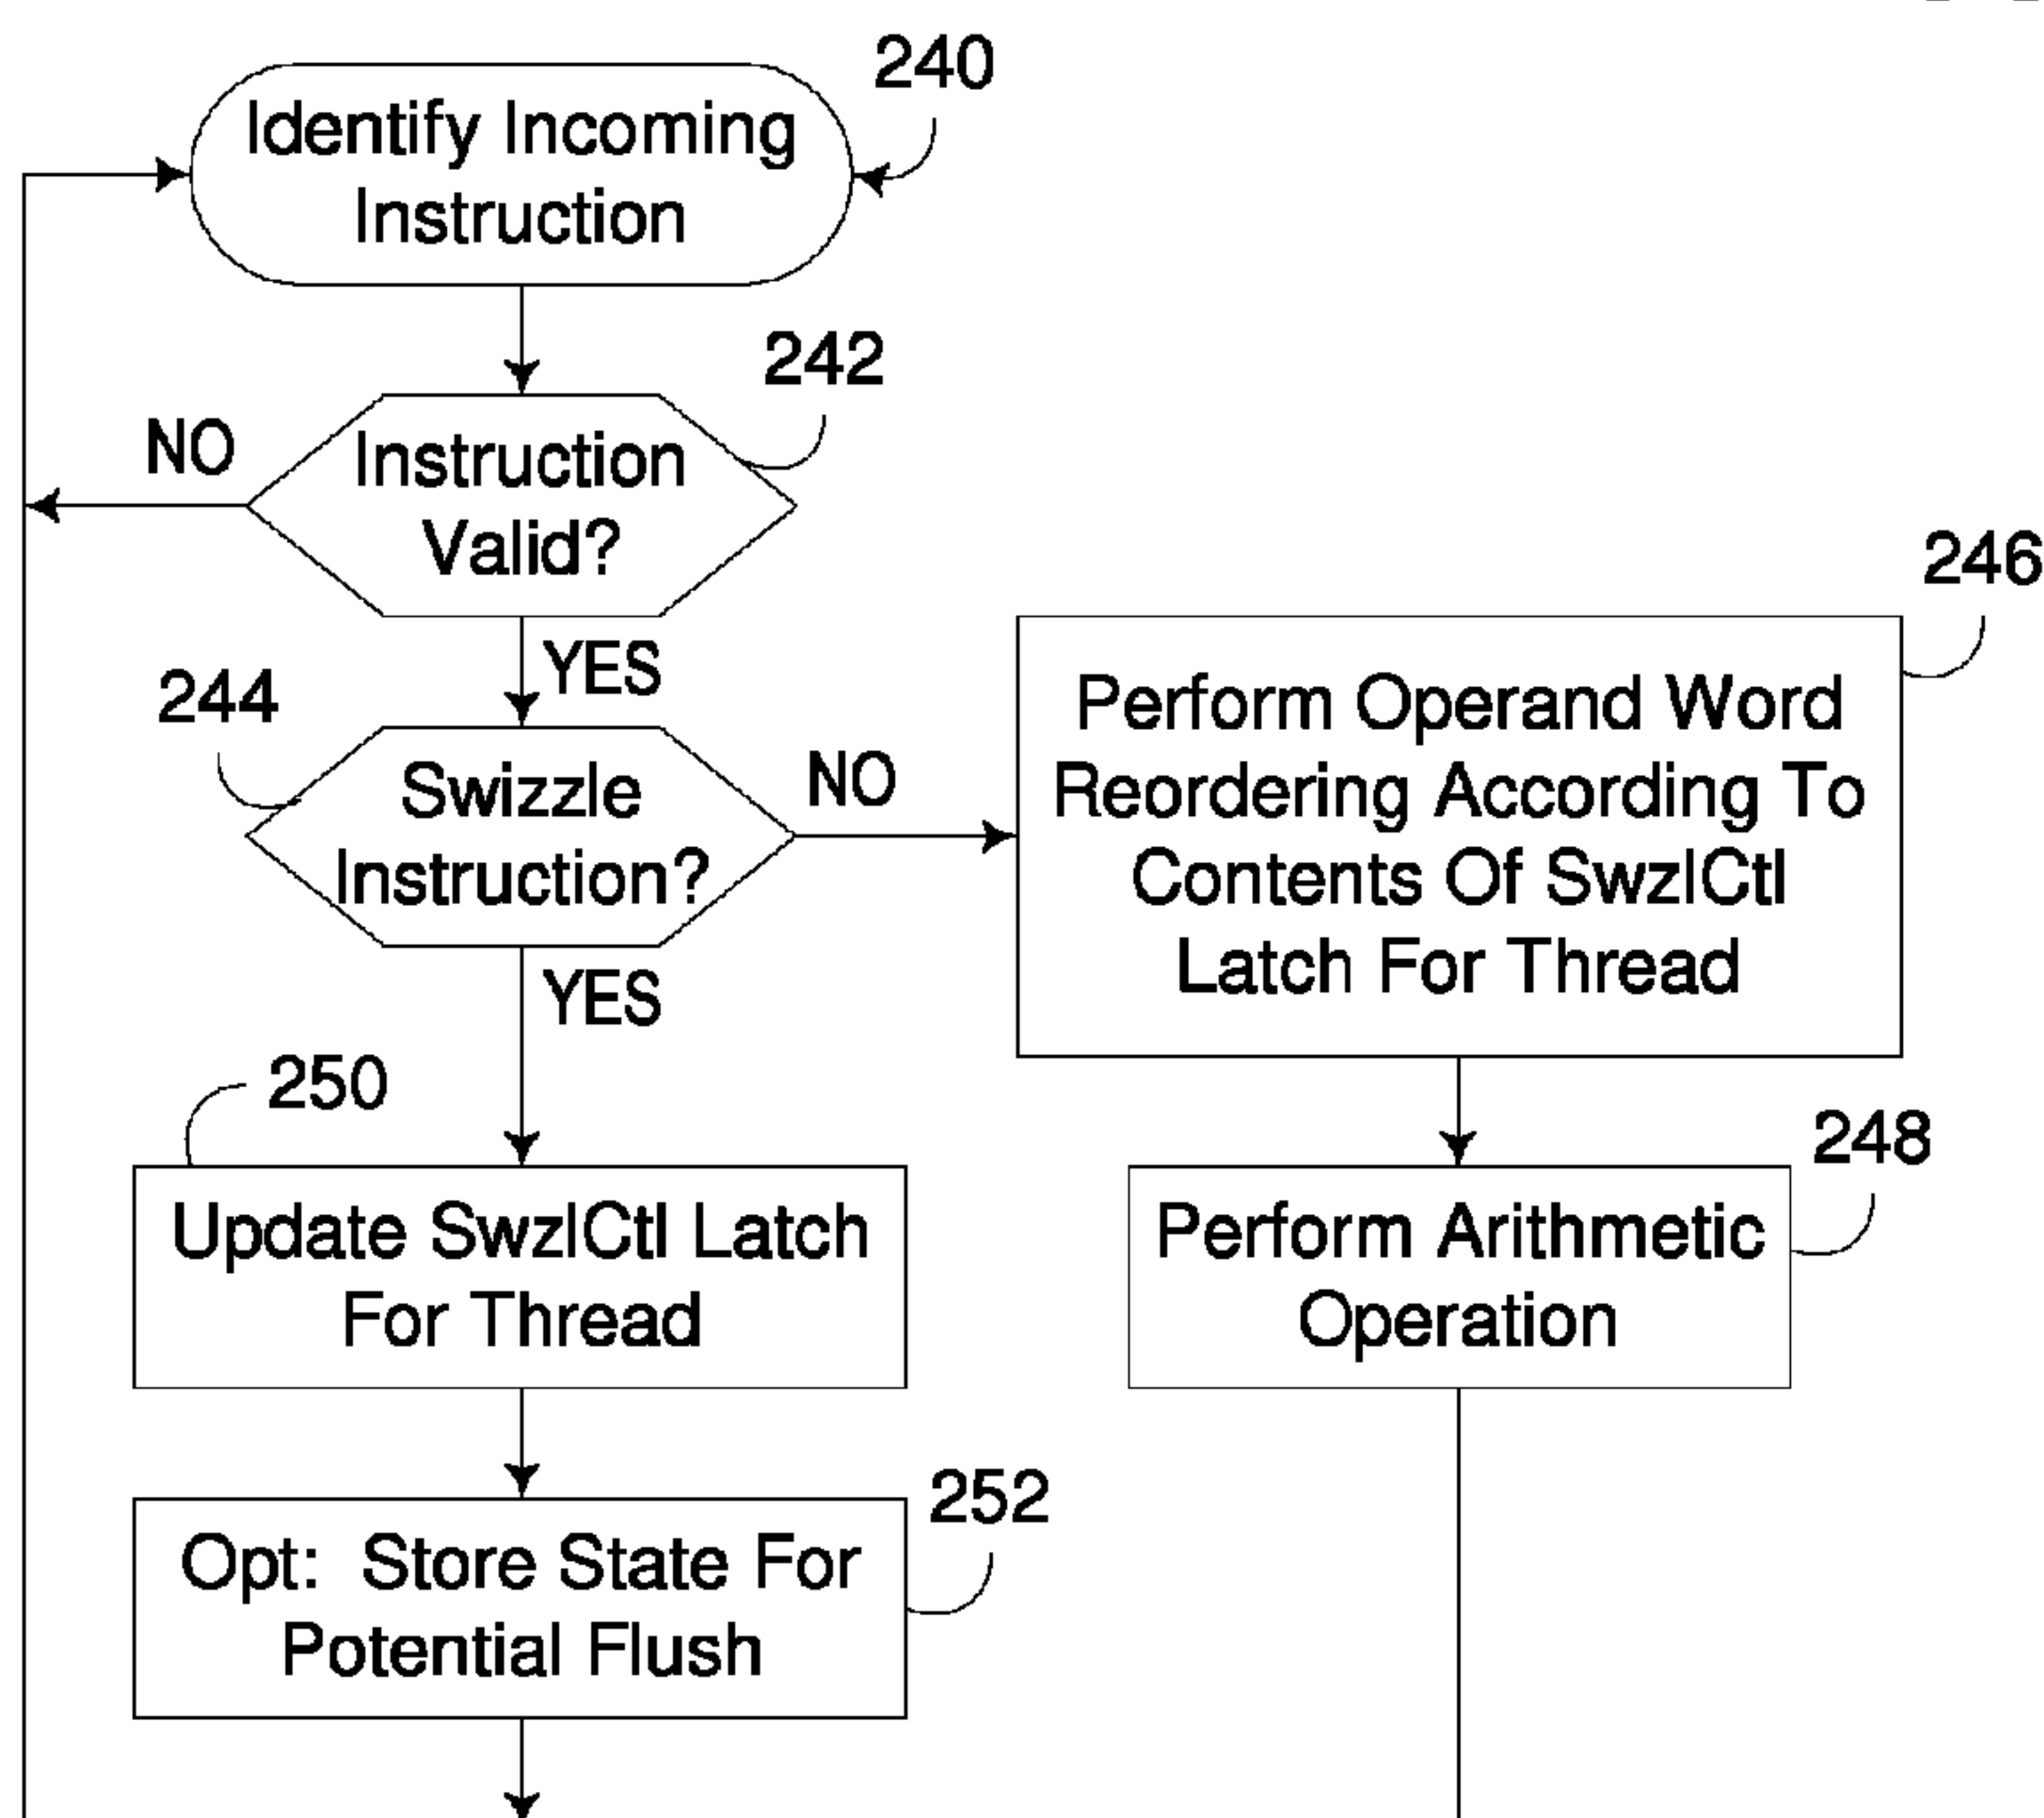 240
Identify Incoming
Instruction
242
NO
Instruction
Valid?
YES
246
244
Swizzle
Instruction?
NO
YES
Perform Operand Word
Reordering According To
Contents Of SwzlCtl
Latch For Thread
250
Update SwzlCtl Latch
For Thread
248
Perform Arithmetic
Operation
252
Opt: Store State For
Potential Flush